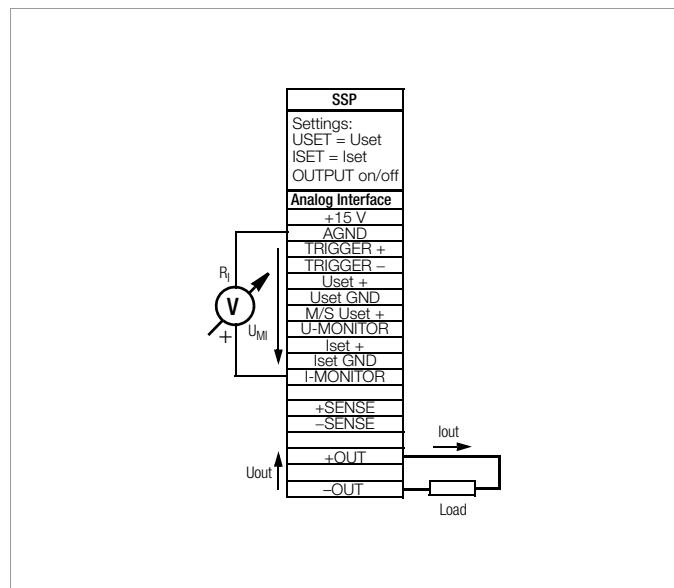 SSP
Settings:
USET = Uset
ISET = Iset
OUTPUT on/off
Analog Interface
+15 V
AGND
TRIGGER +
TRIGGER –
Uset +
Uset GND
M/S Uset +
U-MONITOR
Iset +
Iset GND
I-MONITOR
+SENSE
–SENSE
+OUT
–OUT
RI
V
+
UMI
Uout
Iout
Load